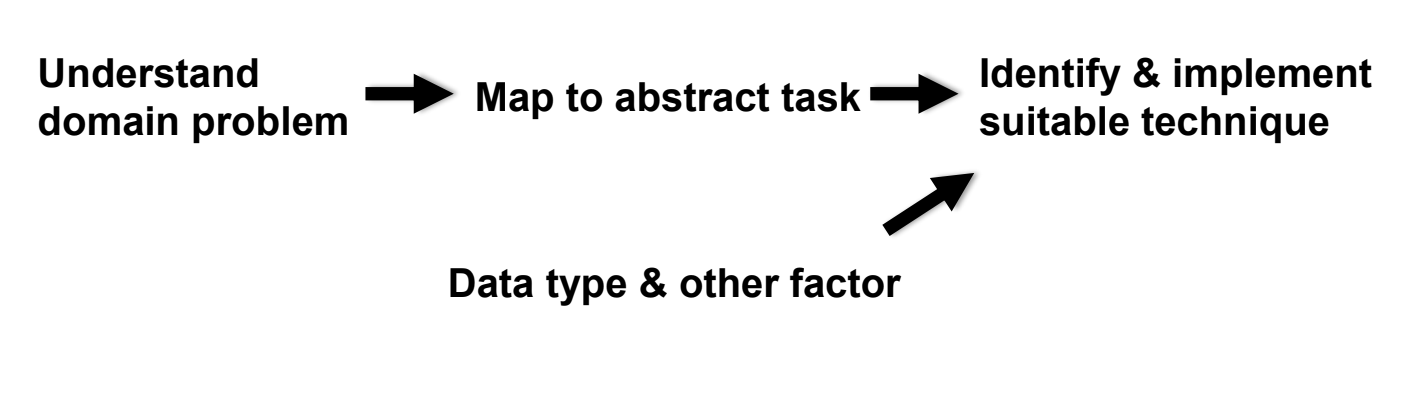 Understand
domain problem
Map to abstract task
Identify & implement
suitable technique
Data type & other factor